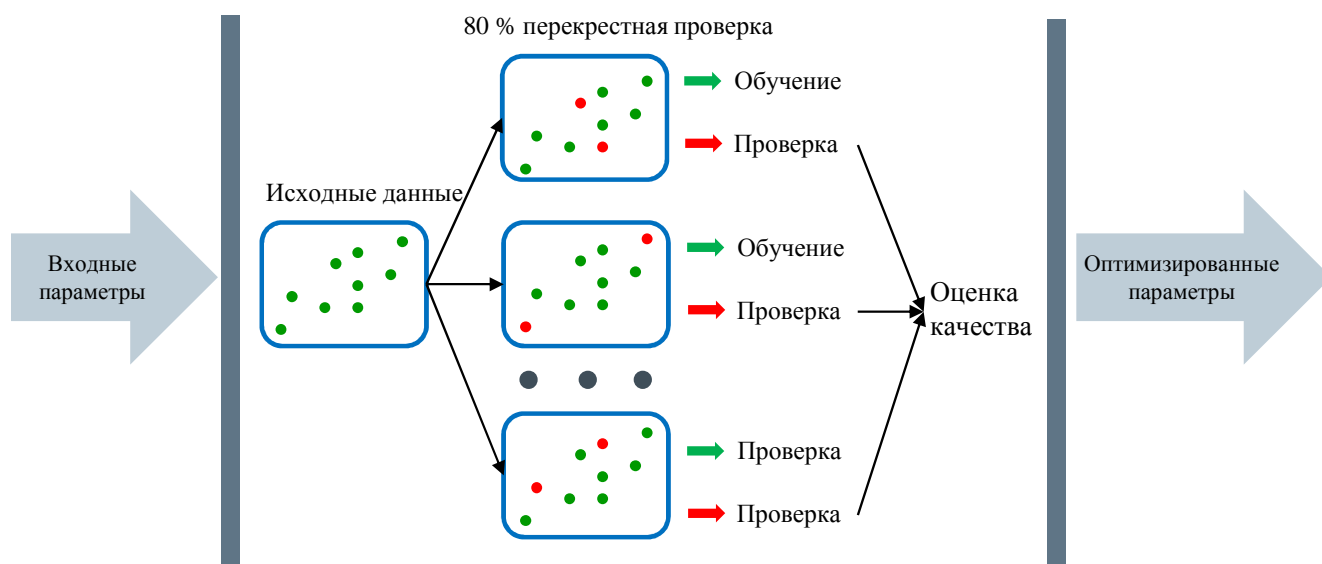 80 % перекрестная проверка
Обучение
Проверка
Исходные данные
Входные
параметры
Обучение
Проверка
Оценка
качества
Оптимизированные
параметры
Проверка
Проверка